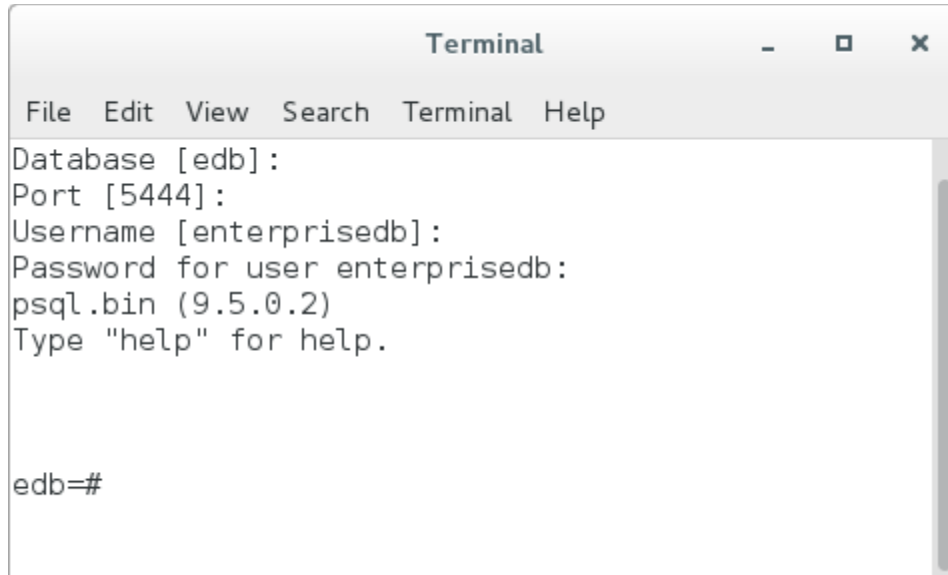 Terminal
File Edit View Search Terminal Help
Database [edb]:
Port [5444]:
Username [enterprisedb]:
Password for user enterprisedb:
psql.bin (9.5.0.2)
Type "help" for help.
edb=#